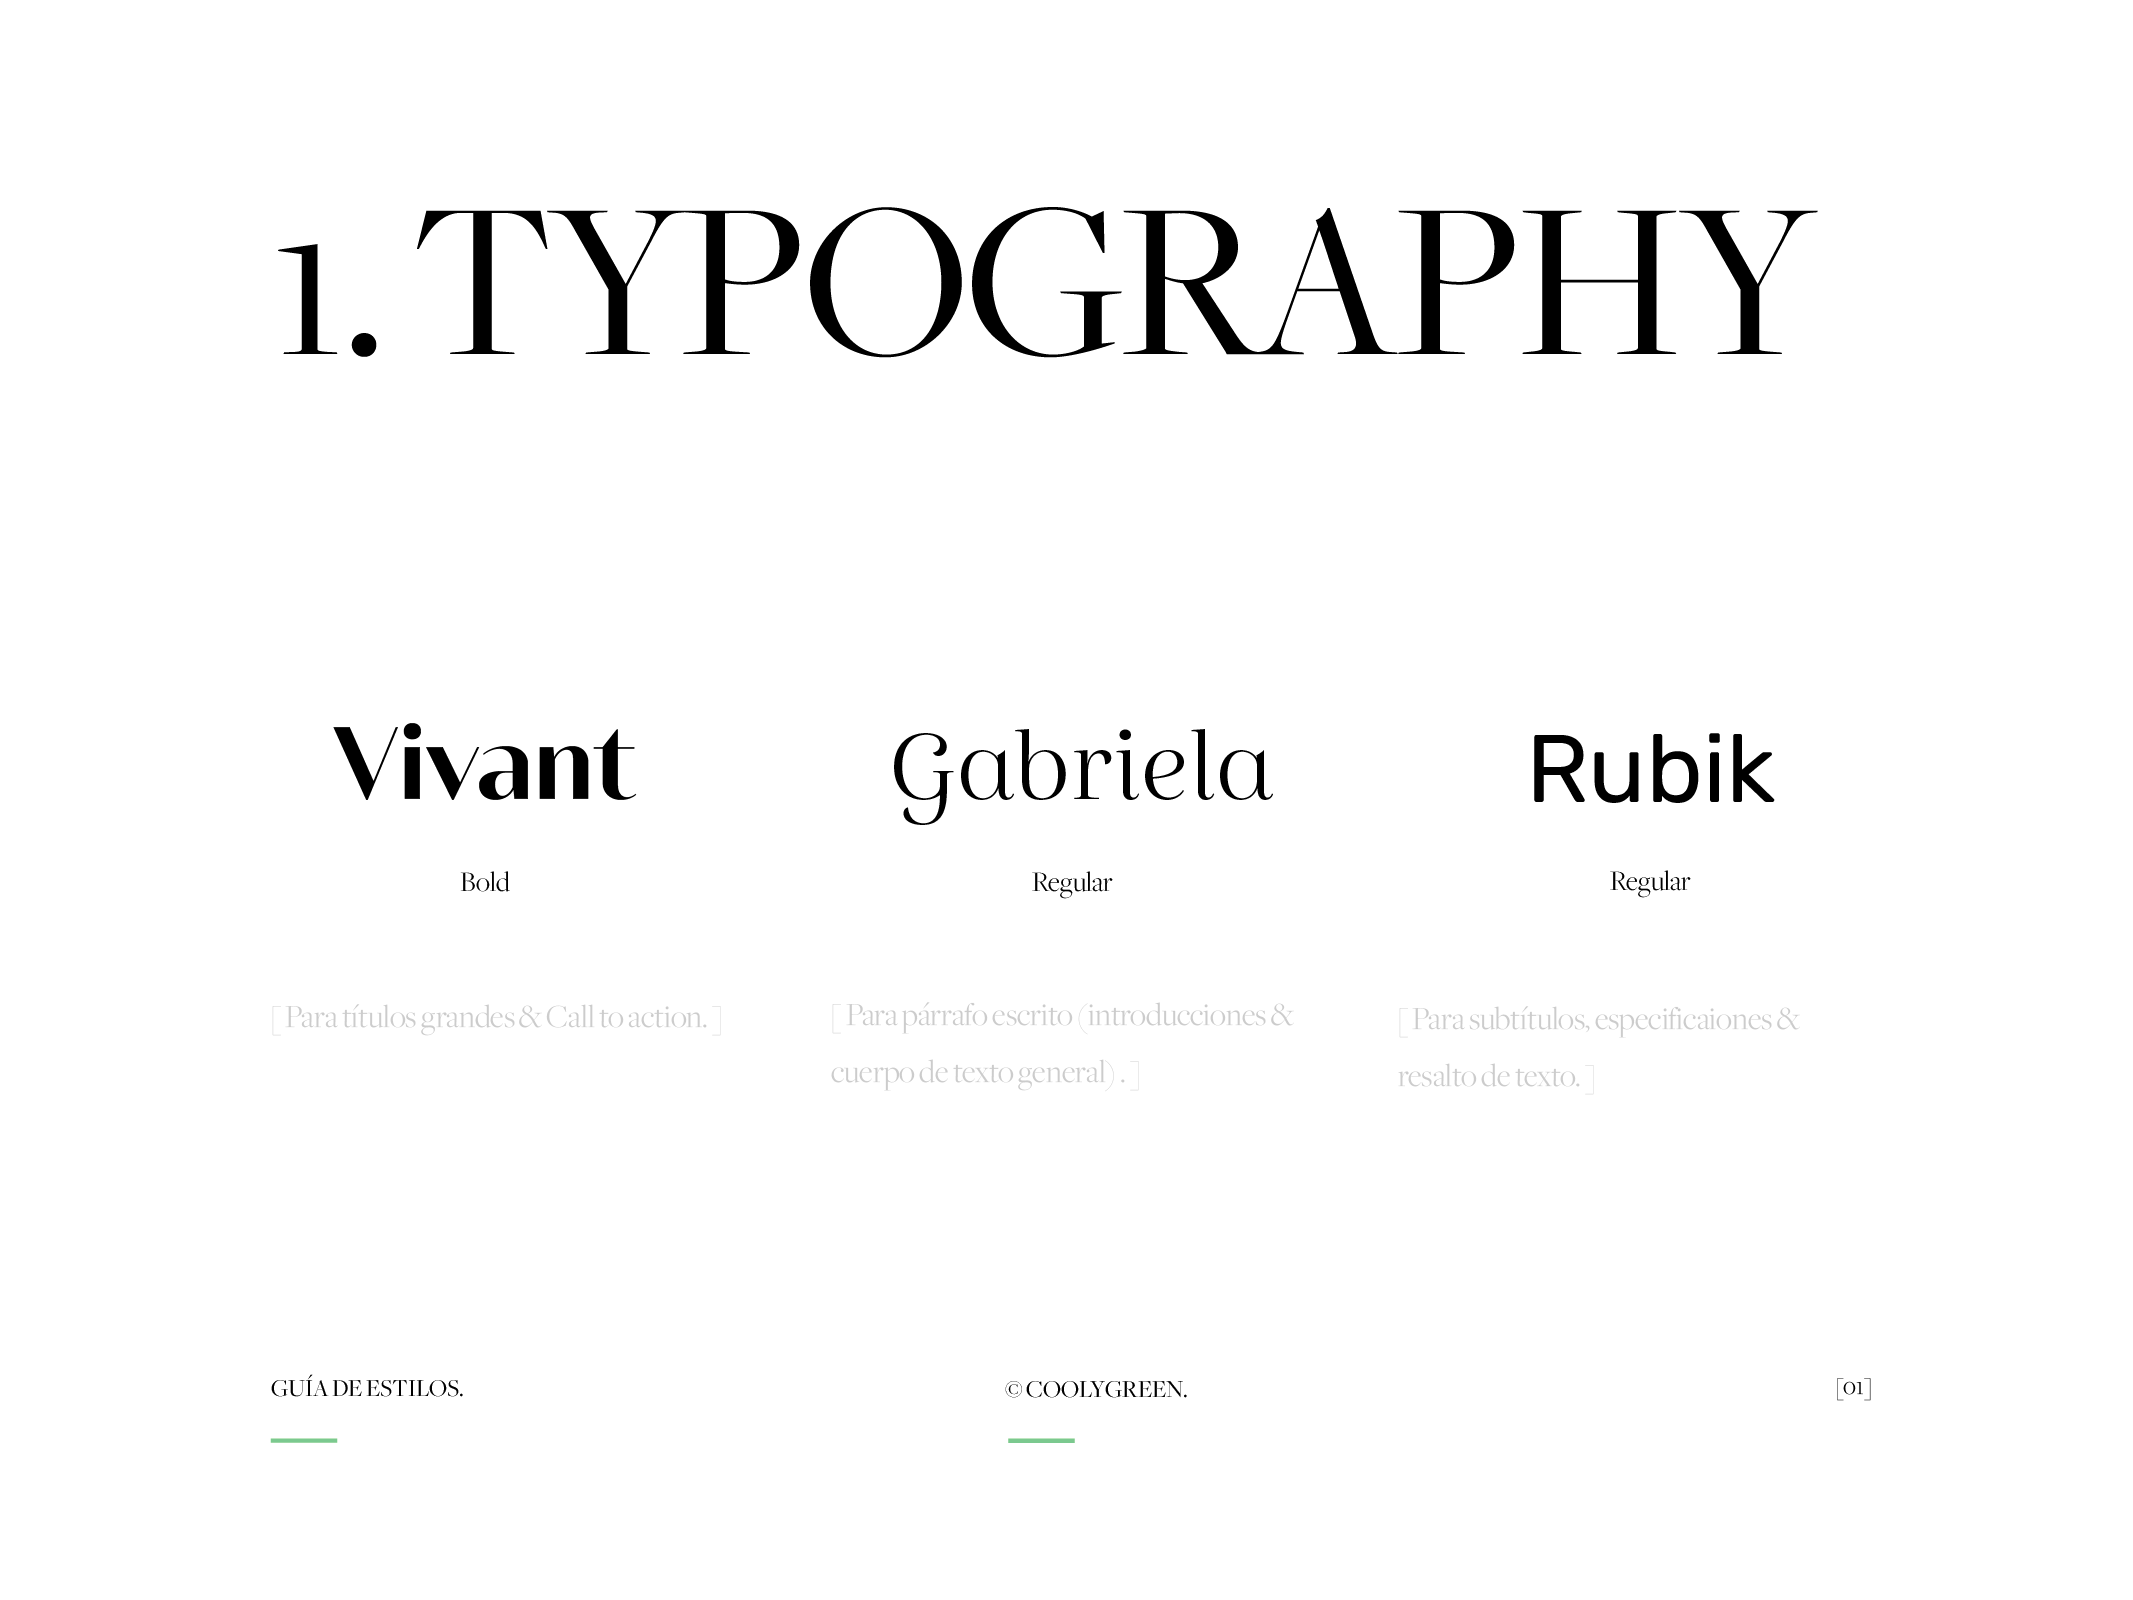 1. TYPOGRAPHY
Vivant
Gabriela
Rubik
Bold
Regular
Regular
[ Para títulos grandes & Call to action. ]
[ Para párrafo escrito (introducciones &
cuerpo de texto general) . ]
[ Para subtítulos, especificaiones &
resalto de texto. ]
GUÍA DE ESTILOS.
© COOLYGREEN.
[01]